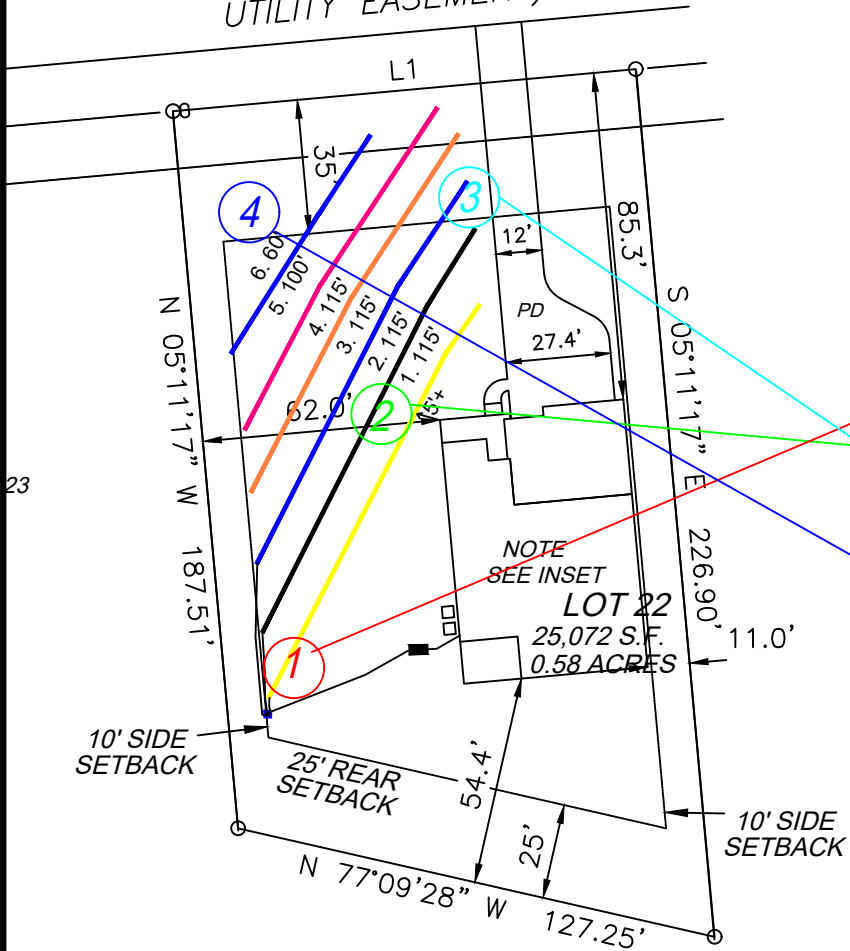 UTILITY EASEMENT
L1
35'
4
3
85.3'
12'
6. 60'
5. 100'
4. 115'
3. 115'
2. 115'
1. 115'
15'+
PD
27.4'
N 05°11'17" W 187.51'
S 05°11'17" E 226.90'
62.0'
2
23
NOTE
SEE INSET
LOT 22
25,072 S.F.
0.58 ACRES
11.0'
1
10' SIDE
SETBACK
25' REAR
SETBACK
54.4'
25'
10' SIDE
SETBACK
N 77°09'28" W 127.25'